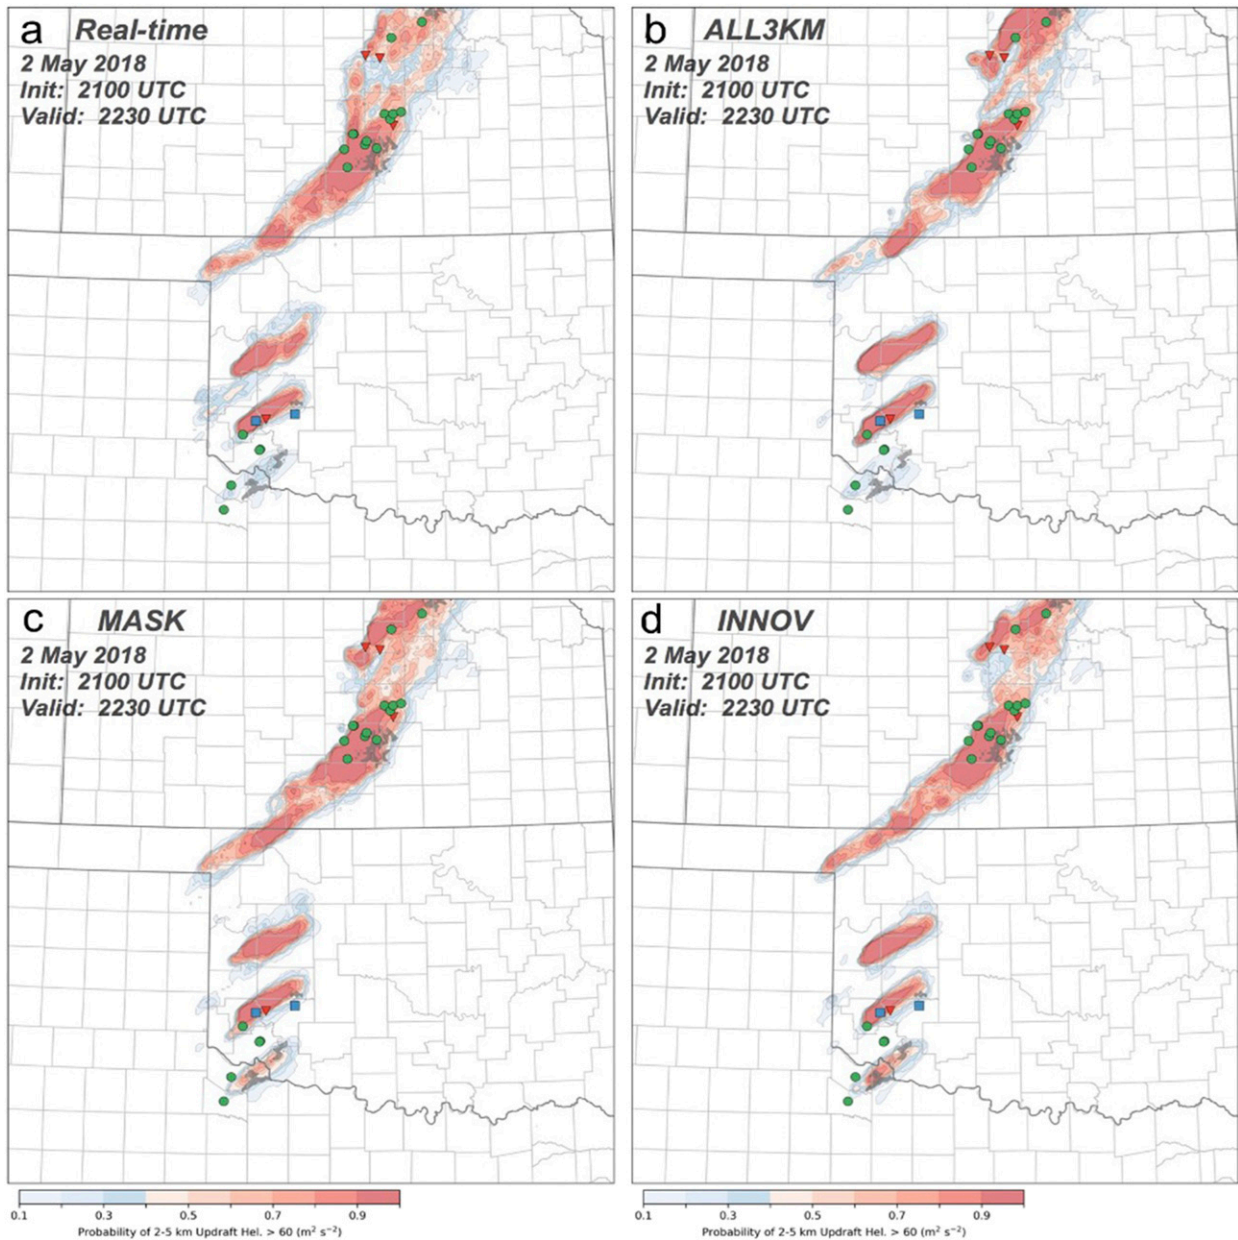 a Real-time
2 May 2018
Init: 2100 UTC
Valid: 2230 UTC
b ALL3KM
2 May 2018
Init: 2100 UTC
Valid: 2230 UTC
c MASK
2 May 2018
Init: 2100 UTC
Valid: 2230 UTC
d INNOV
2 May 2018
Init: 2100 UTC
Valid: 2230 UTC
0.1 0.3 0.5 0.7 0.9
Probability of 2-5 km Updraft Hel. > 60 (m² s⁻²)
0.1 0.3 0.5 0.7 0.9
Probability of 2-5 km Updraft Hel. > 60 (m² s⁻²)